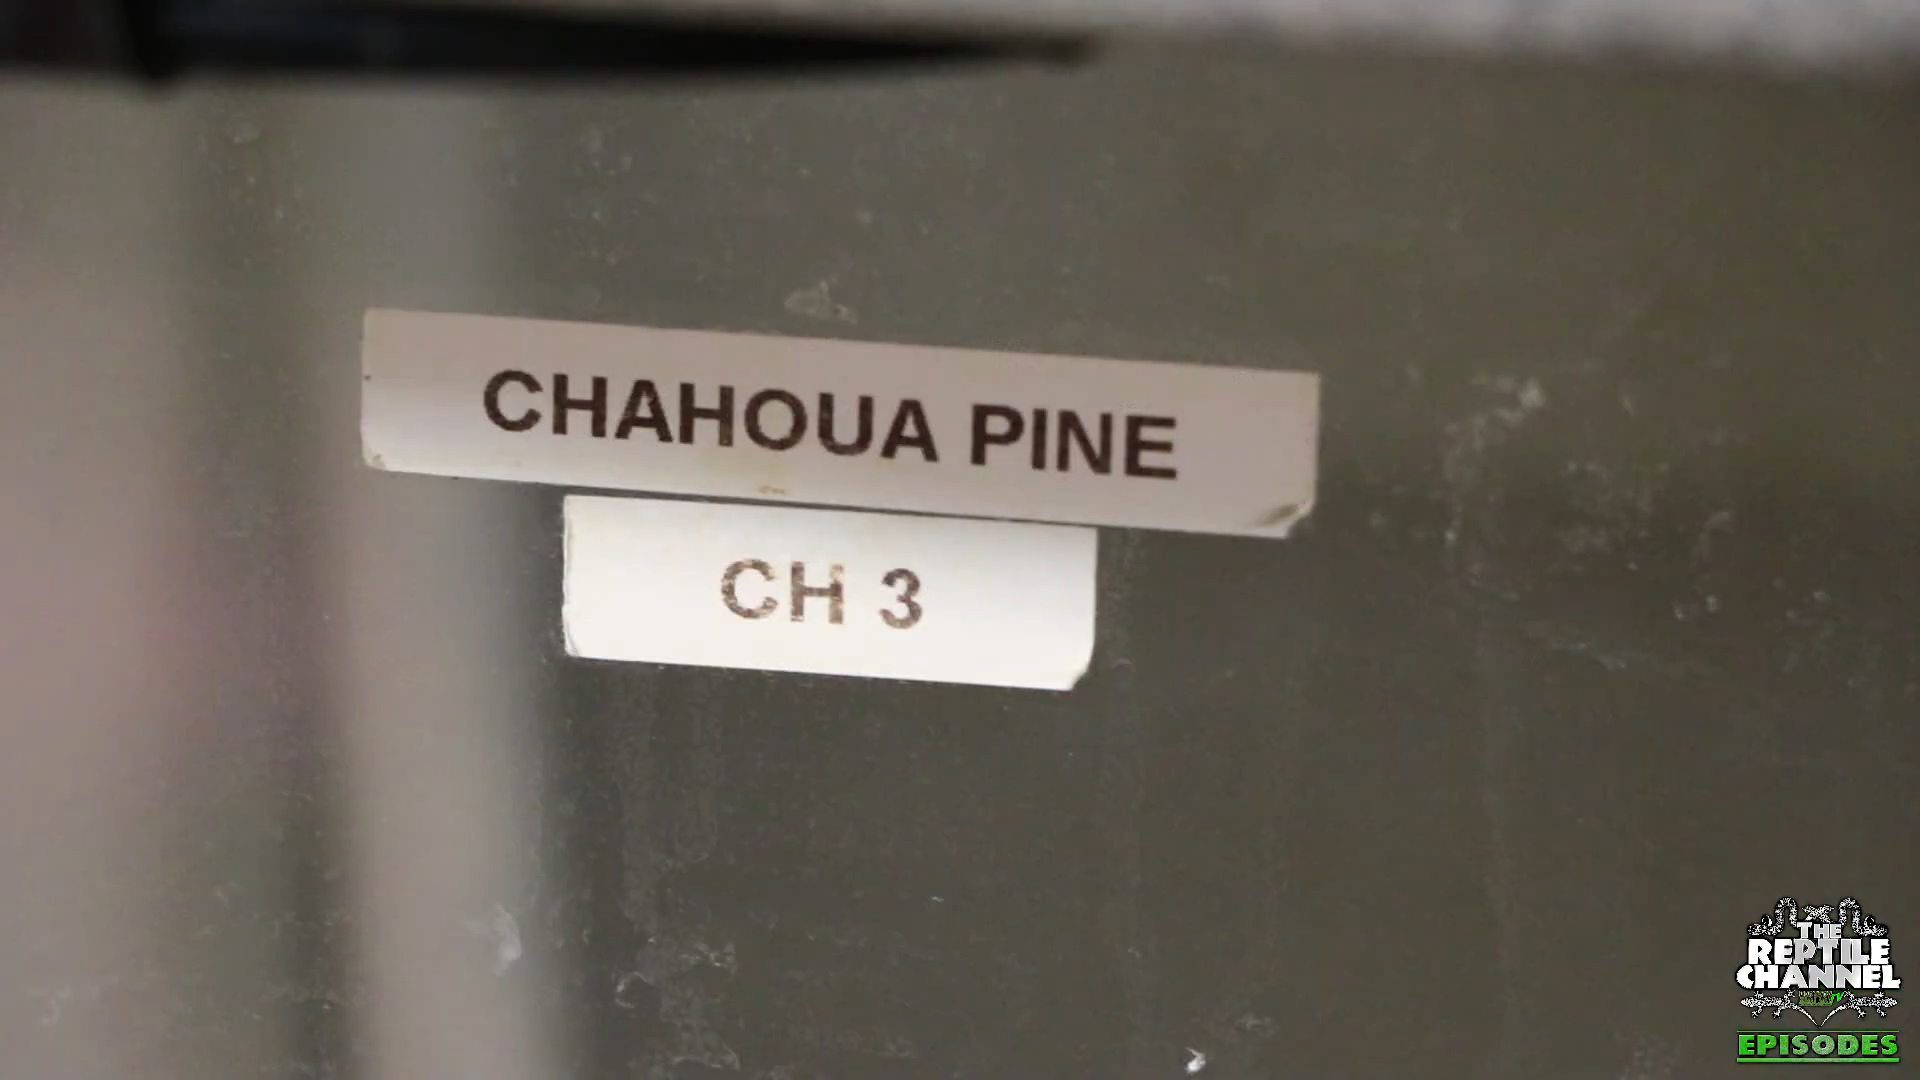 CHAHOUA PINE
CH 3
THE
REPTILE
CHANNEL
EPISODES